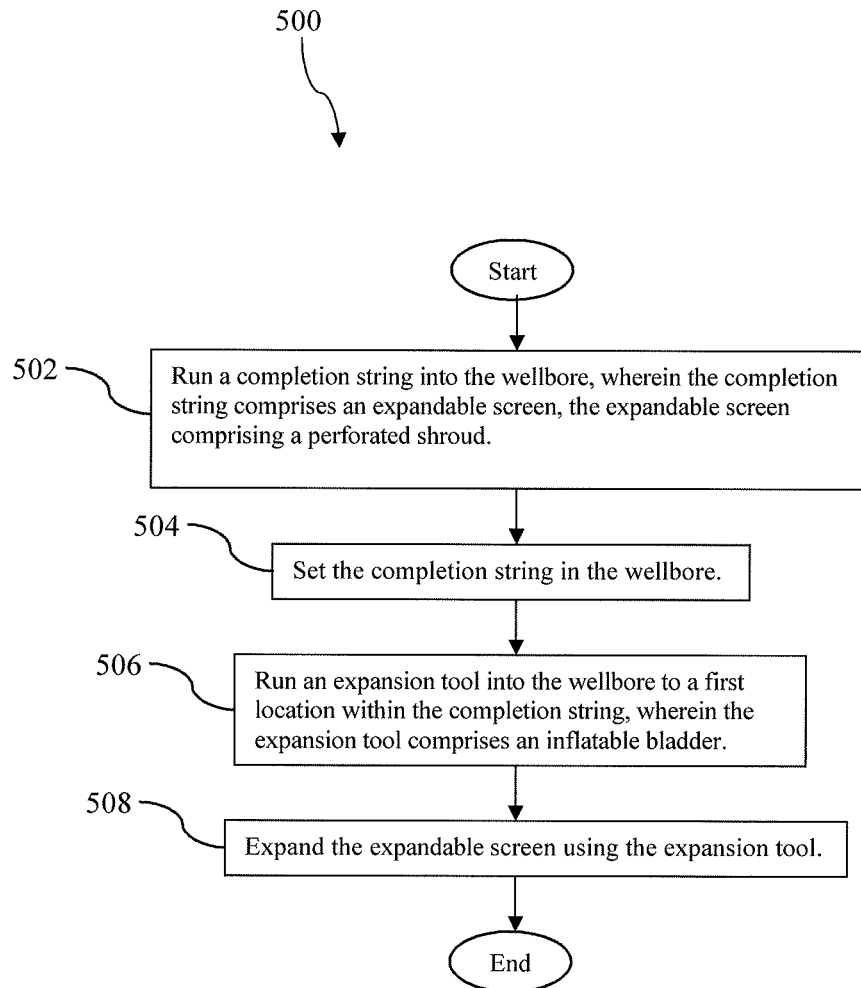 500
Start
502
Run a completion string into the wellbore, wherein the completion
string comprises an expandable screen, the expandable screen
comprising a perforated shroud.
504
Set the completion string in the wellbore.
506
Run an expansion tool into the wellbore to a first
location within the completion string, wherein the
expansion tool comprises an inflatable bladder.
508
Expand the expandable screen using the expansion tool.
End